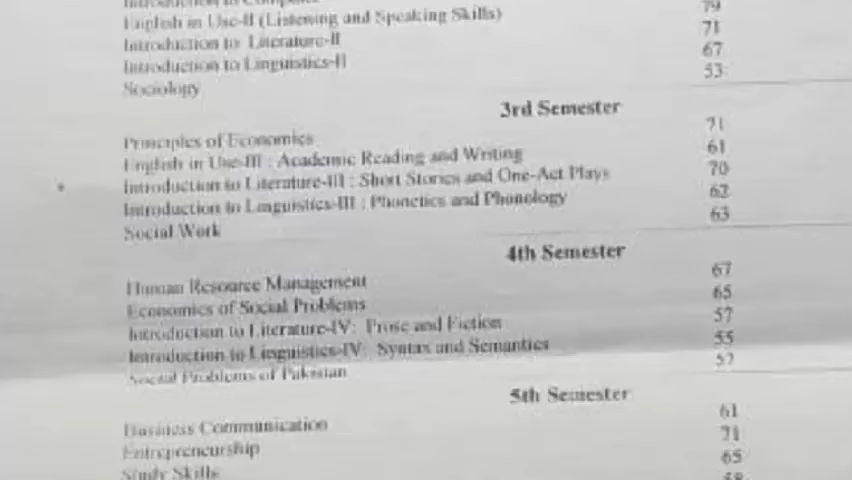 Introduction to Computer 79
English in Use-II (Listening and Speaking Skills) 71
Introduction to Literature-II 67
Introduction to Linguistics-II 53
Sociology
3rd Semester
Principles of Economics 71
English in Use-III : Academic Reading and Writing 61
Introduction to Literature-III : Short Stories and One-Act Plays 70
Introduction to Linguistics-III : Phonetics and Phonology 62
Social Work 63
4th Semester
Human Resource Management 67
Economics of Social Problems 65
Introduction to Literature-IV: Prose and Fiction 57
Introduction to Linguistics-IV: Syntax and Semantics 55
Social Problems of Pakistan 57
5th Semester
Business Communication 61
Entrepreneurship 71
Study Skills 65